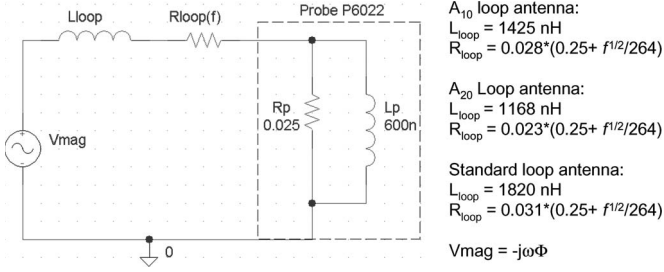 Lloop
Rloop(f)
Probe P6022
Rp
0.025
Lp
600n
Vmag
0
A10 loop antenna:
Lloop = 1425 nH
Rloop = 0.028*(0.25+ f1/2/264)
A20 Loop antenna:
Lloop = 1168 nH
Rloop = 0.023*(0.25+ f1/2/264)
Standard loop antenna:
Lloop = 1820 nH
Rloop = 0.031*(0.25+ f1/2/264)
Vmag = -jωΦ